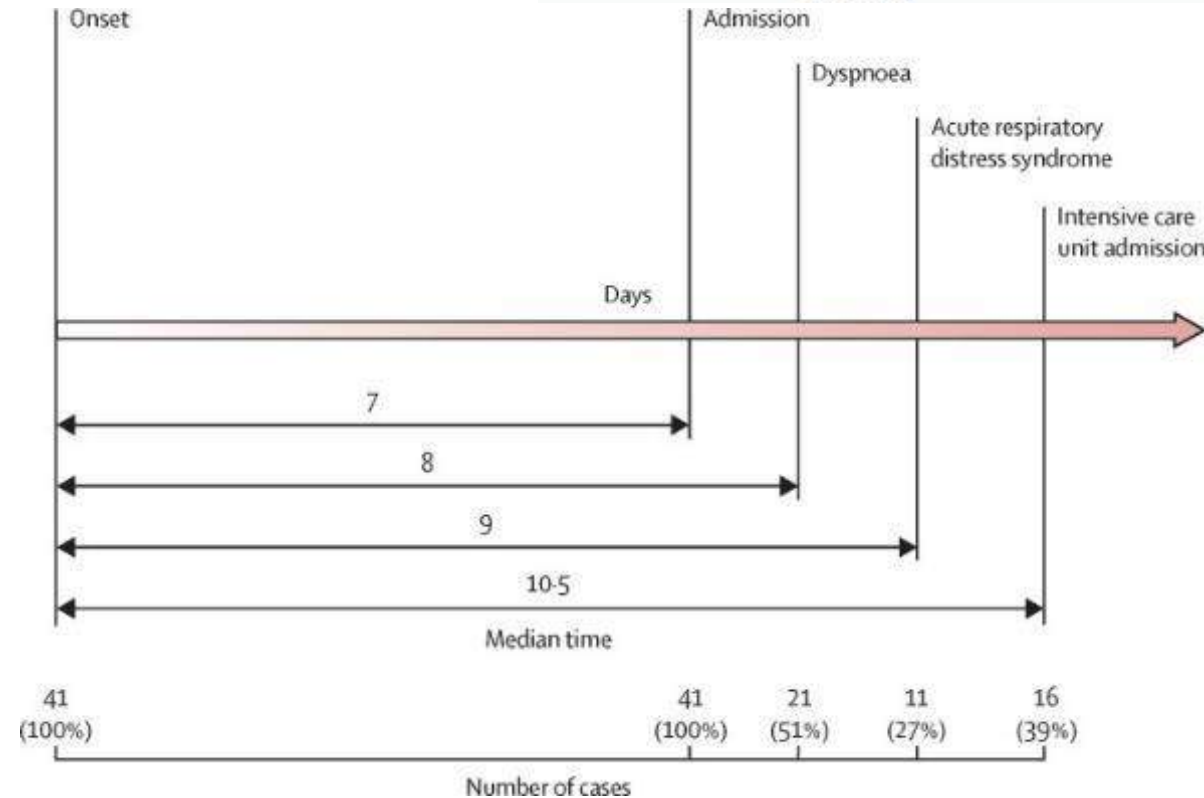 Onset
Admission
Dyspnoea
Acute respiratory
distress syndrome
Intensive care
unit admission
Days
7
8
9
10·5
Median time
41 41 21 11 16
(100%) (100%) (51%) (27%) (39%)
Number of cases